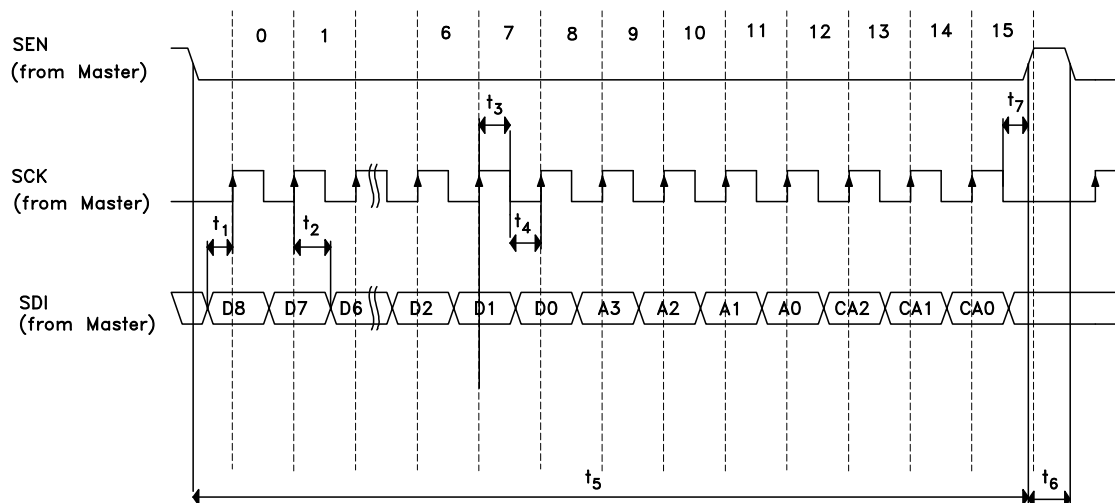 0 1 6 7 8 9 10 11 12 13 14 15
SEN
(from Master)
t3
t7
SCK
(from Master)
t1
t2
t4
SDI
(from Master)
D8 D7 D6 D2 D1 D0 A3 A2 A1 A0 CA2 CA1 CA0
t5
t6